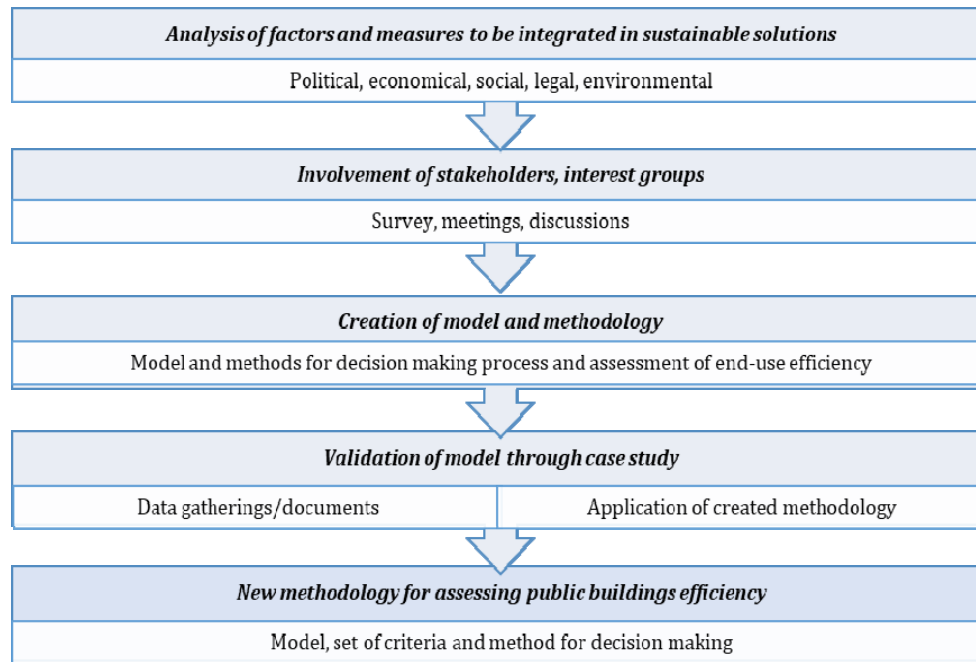 Analysis of factors and measures to be integrated in sustainable solutions
Political, economical, social, legal, environmental
Involvement of stakeholders, interest groups
Survey, meetings, discussions
Creation of model and methodology
Model and methods for decision making process and assessment of end-use efficiency
Validation of model through case study
Data gatherings/documents
Application of created methodology
New methodology for assessing public buildings efficiency
Model, set of criteria and method for decision making